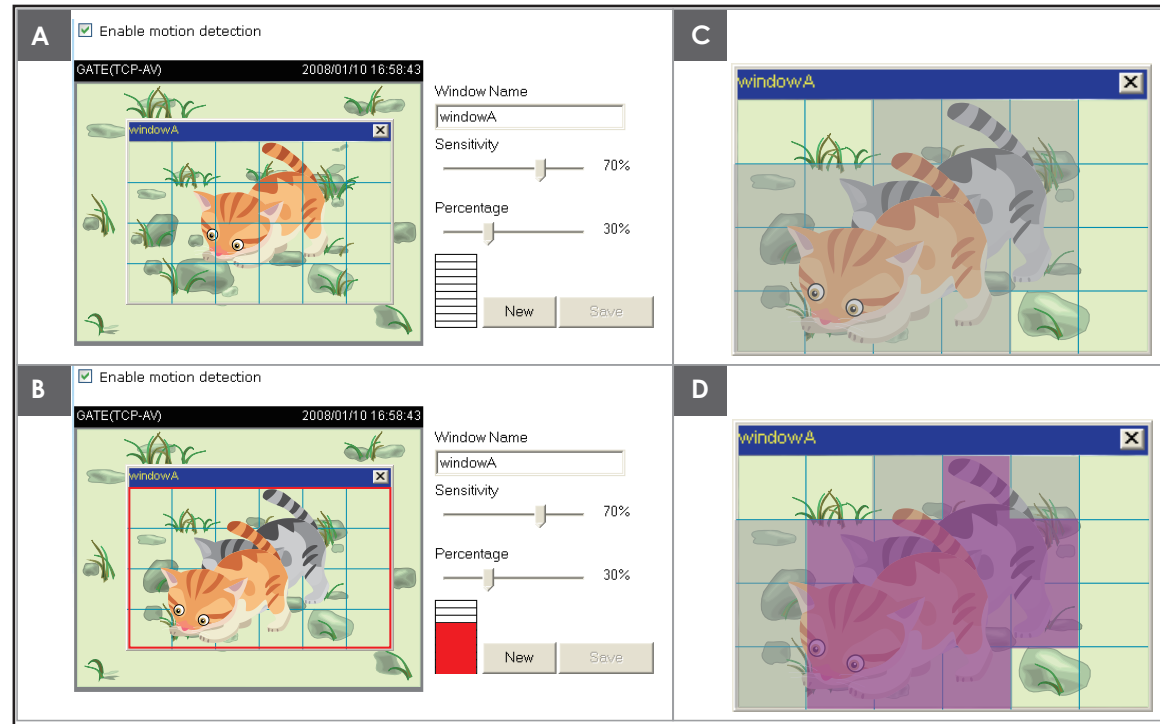 A
Enable motion detection
GATE(TCP-AV) 2008/01/10 16:58:43
windowA
Window Name
windowA
Sensitivity
70%
Percentage
30%
New Save
C
windowA
B
Enable motion detection
GATE(TCP-AV) 2008/01/10 16:58:43
windowA
Window Name
windowA
Sensitivity
70%
Percentage
30%
New Save
D
windowA